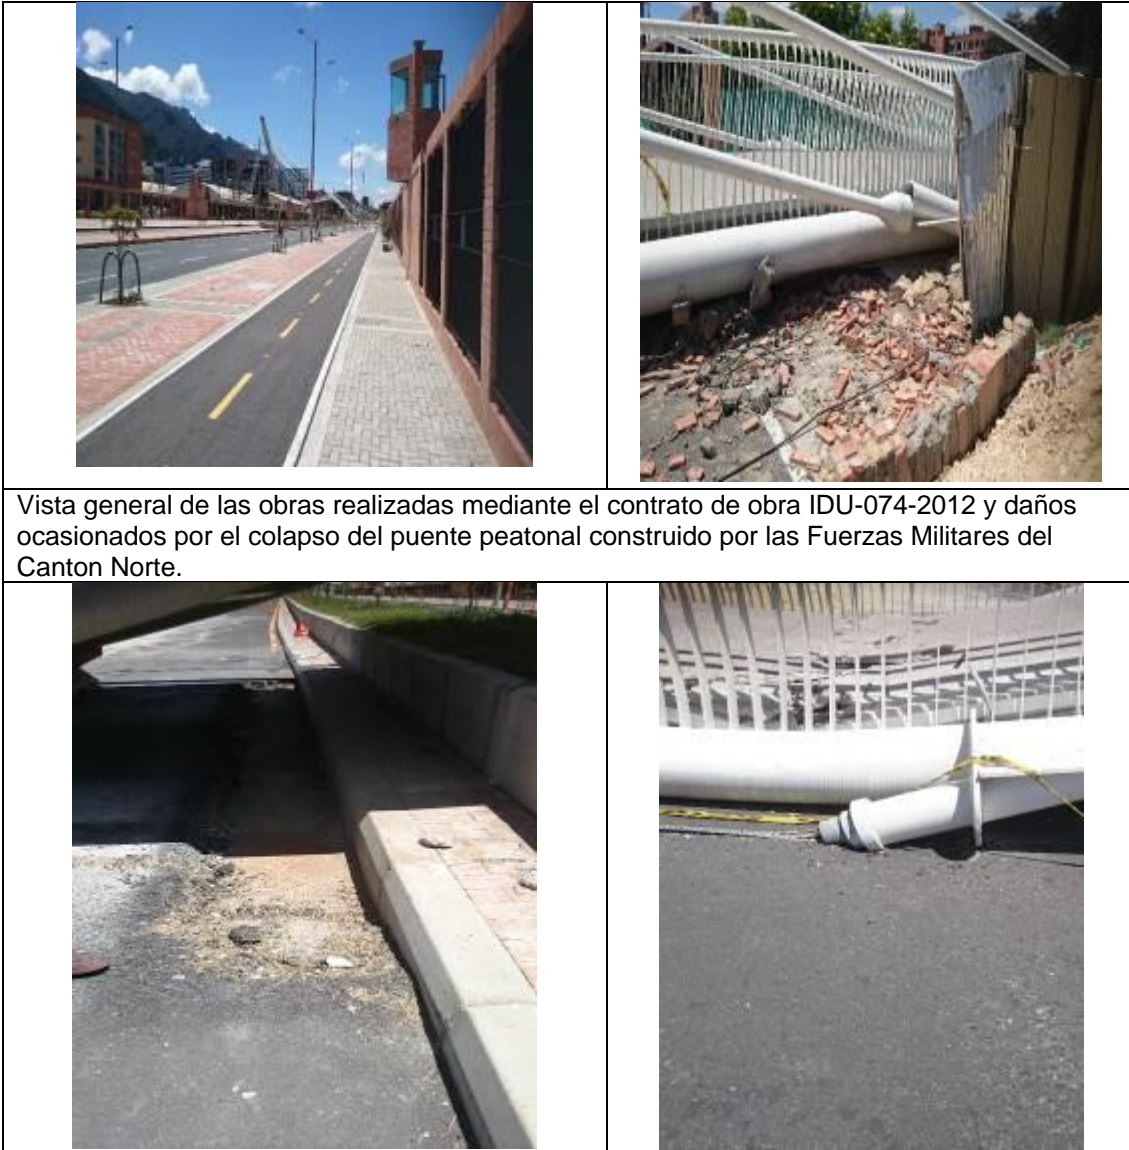 Vista general de las obras realizadas mediante el contrato de obra IDU-074-2012 y daños
ocasionados por el colapso del puente peatonal construido por las Fuerzas Militares del
Canton Norte.